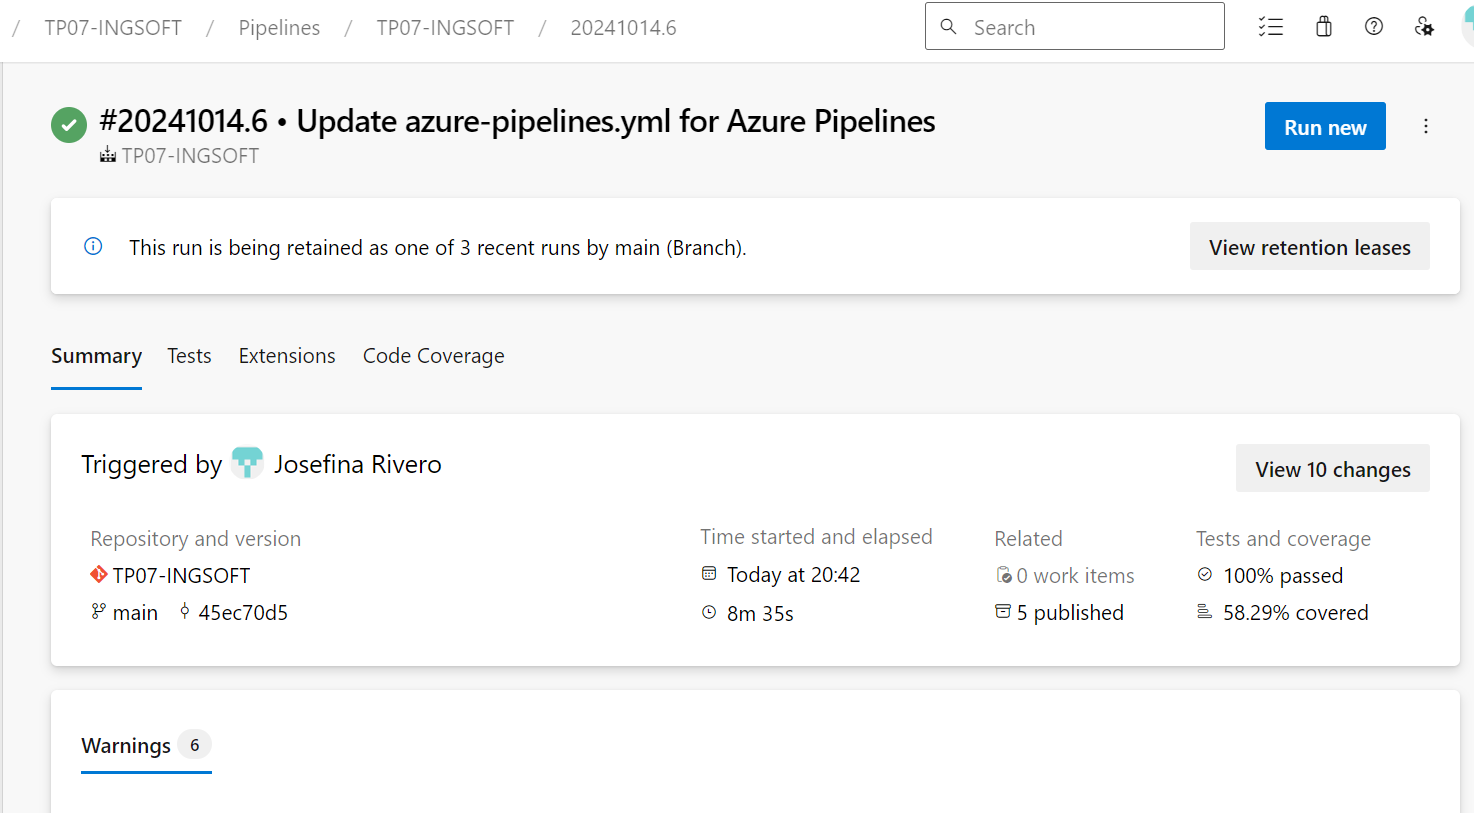 / TP07-INGSOFT / Pipelines / TP07-INGSOFT / 20241014.6
Search
#20241014.6 • Update azure-pipelines.yml for Azure Pipelines
Run new
TP07-INGSOFT
This run is being retained as one of 3 recent runs by main (Branch).
View retention leases
Summary Tests Extensions Code Coverage
Triggered by Josefina Rivero
View 10 changes
Repository and version
TP07-INGSOFT
main 45ec70d5
Time started and elapsed
Today at 20:42
8m 35s
Related
0 work items
5 published
Tests and coverage
100% passed
58.29% covered
Warnings 6